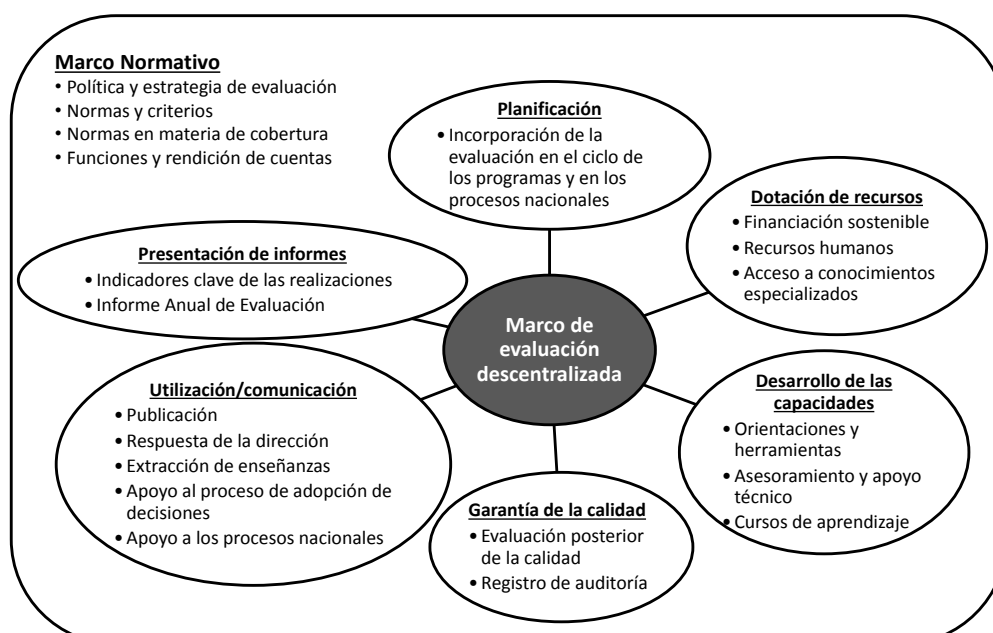 Marco Normativo
• Política y estrategia de evaluación
• Normas y criterios
• Normas en materia de cobertura
• Funciones y rendición de cuentas
Planificación
• Incorporación de la
evaluación en el ciclo de
los programas y en los
procesos nacionales
Dotación de recursos
• Financiación sostenible
• Recursos humanos
• Acceso a conocimientos
especializados
Presentación de informes
• Indicadores clave de las realizaciones
• Informe Anual de Evaluación
Marco de
evaluación
descentralizada
Utilización/comunicación
• Publicación
• Respuesta de la dirección
• Extracción de enseñanzas
• Apoyo al proceso de adopción de
decisiones
• Apoyo a los procesos nacionales
Desarrollo de las
capacidades
• Orientaciones y
herramientas
• Asesoramiento y apoyo
técnico
• Cursos de aprendizaje
Garantía de la calidad
• Evaluación posterior
de la calidad
• Registro de auditoría